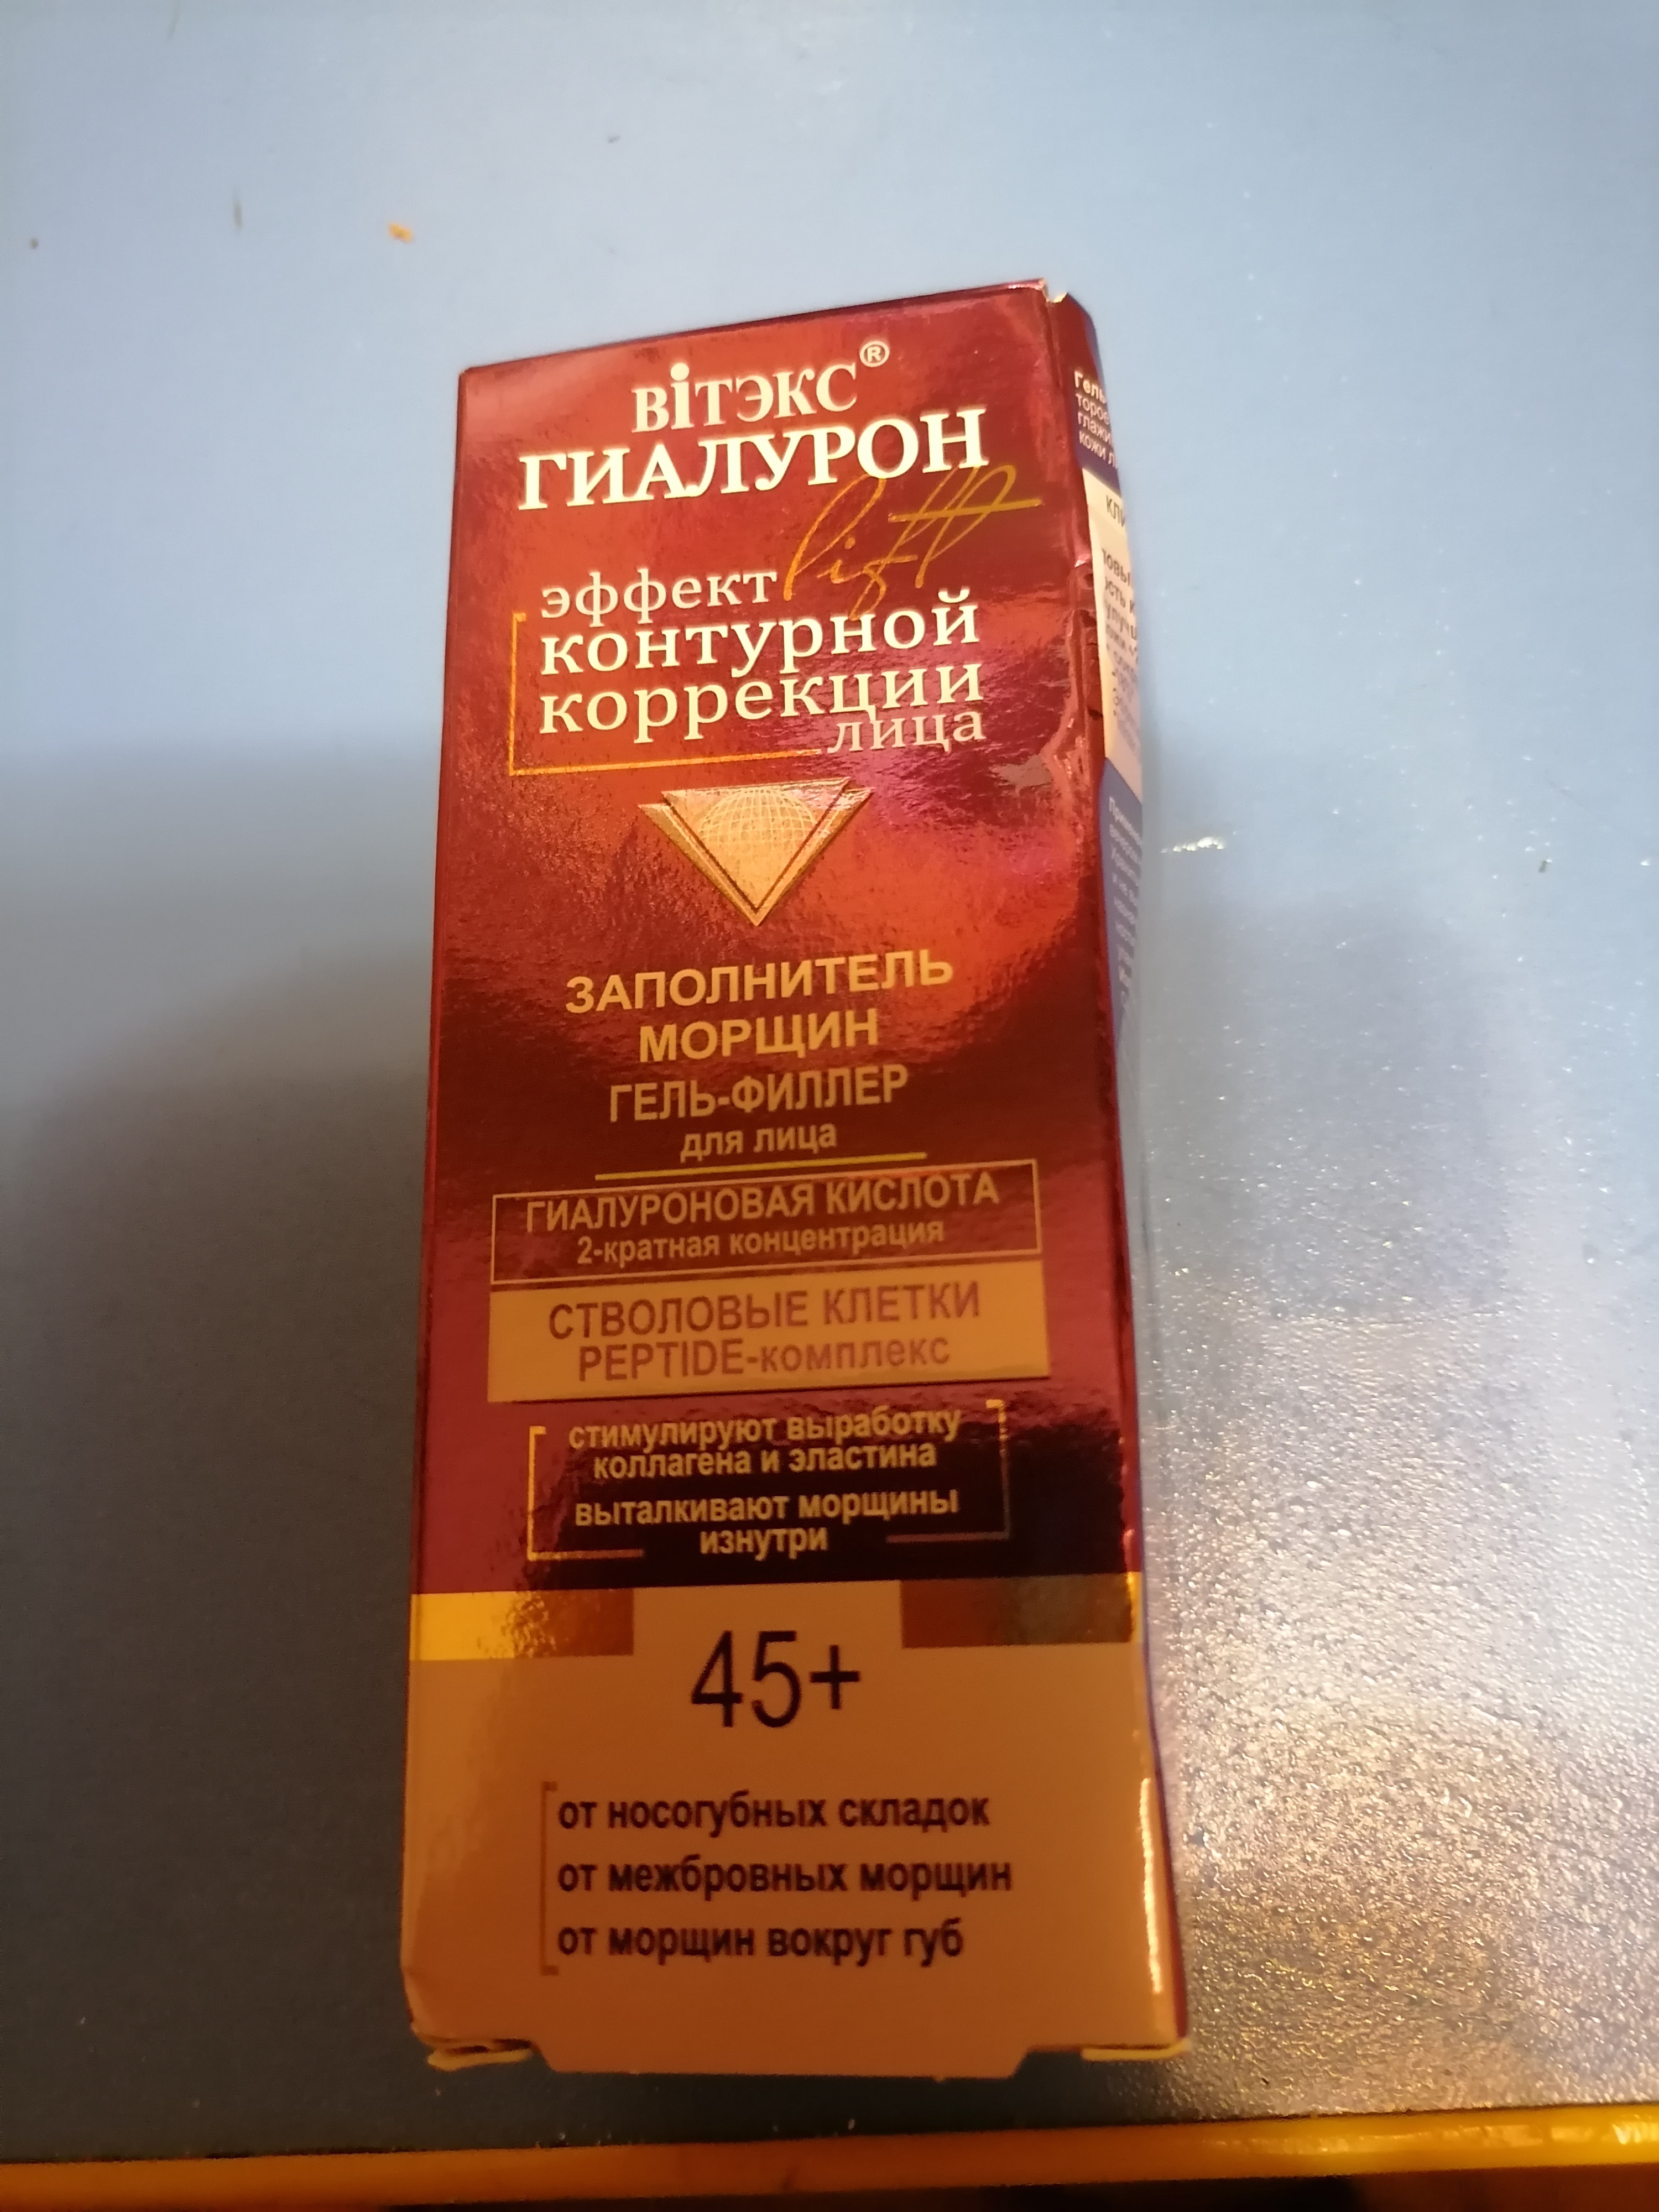 Вiтэкс®
ГИАЛУРОН
lift
эффект
контурной
коррекции
лица
ЗАПОЛНИТЕЛЬ
МОРЩИН
ГЕЛЬ-ФИЛЛЕР
для лица
ГИАЛУРОНОВАЯ КИСЛОТА
2-кратная концентрация
СТВОЛОВЫЕ КЛЕТКИ
PEPTIDE-комплекс
стимулируют выработку
коллагена и эластина
выталкивают морщины
изнутри
45+
от носогубных складок
от межбровных морщин
от морщин вокруг губ